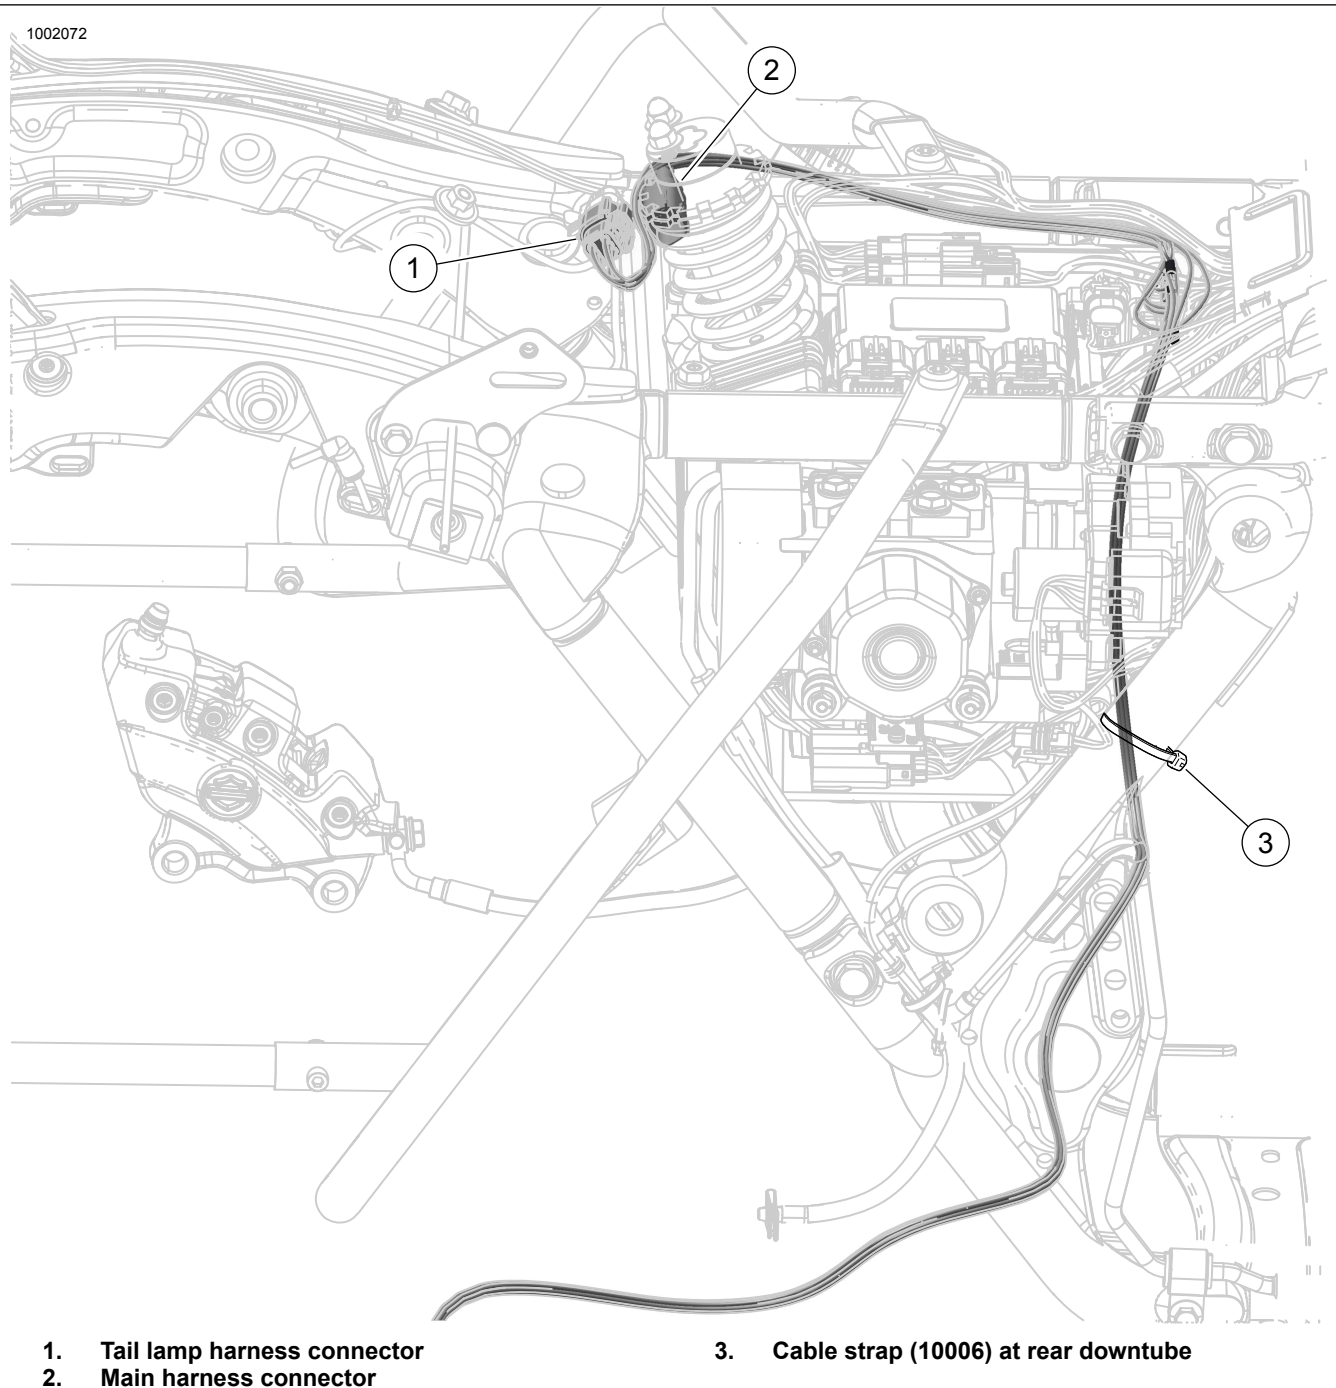 1002072
2
1
3
1. Tail lamp harness connector
2. Main harness connector
3. Cable strap (10006) at rear downtube